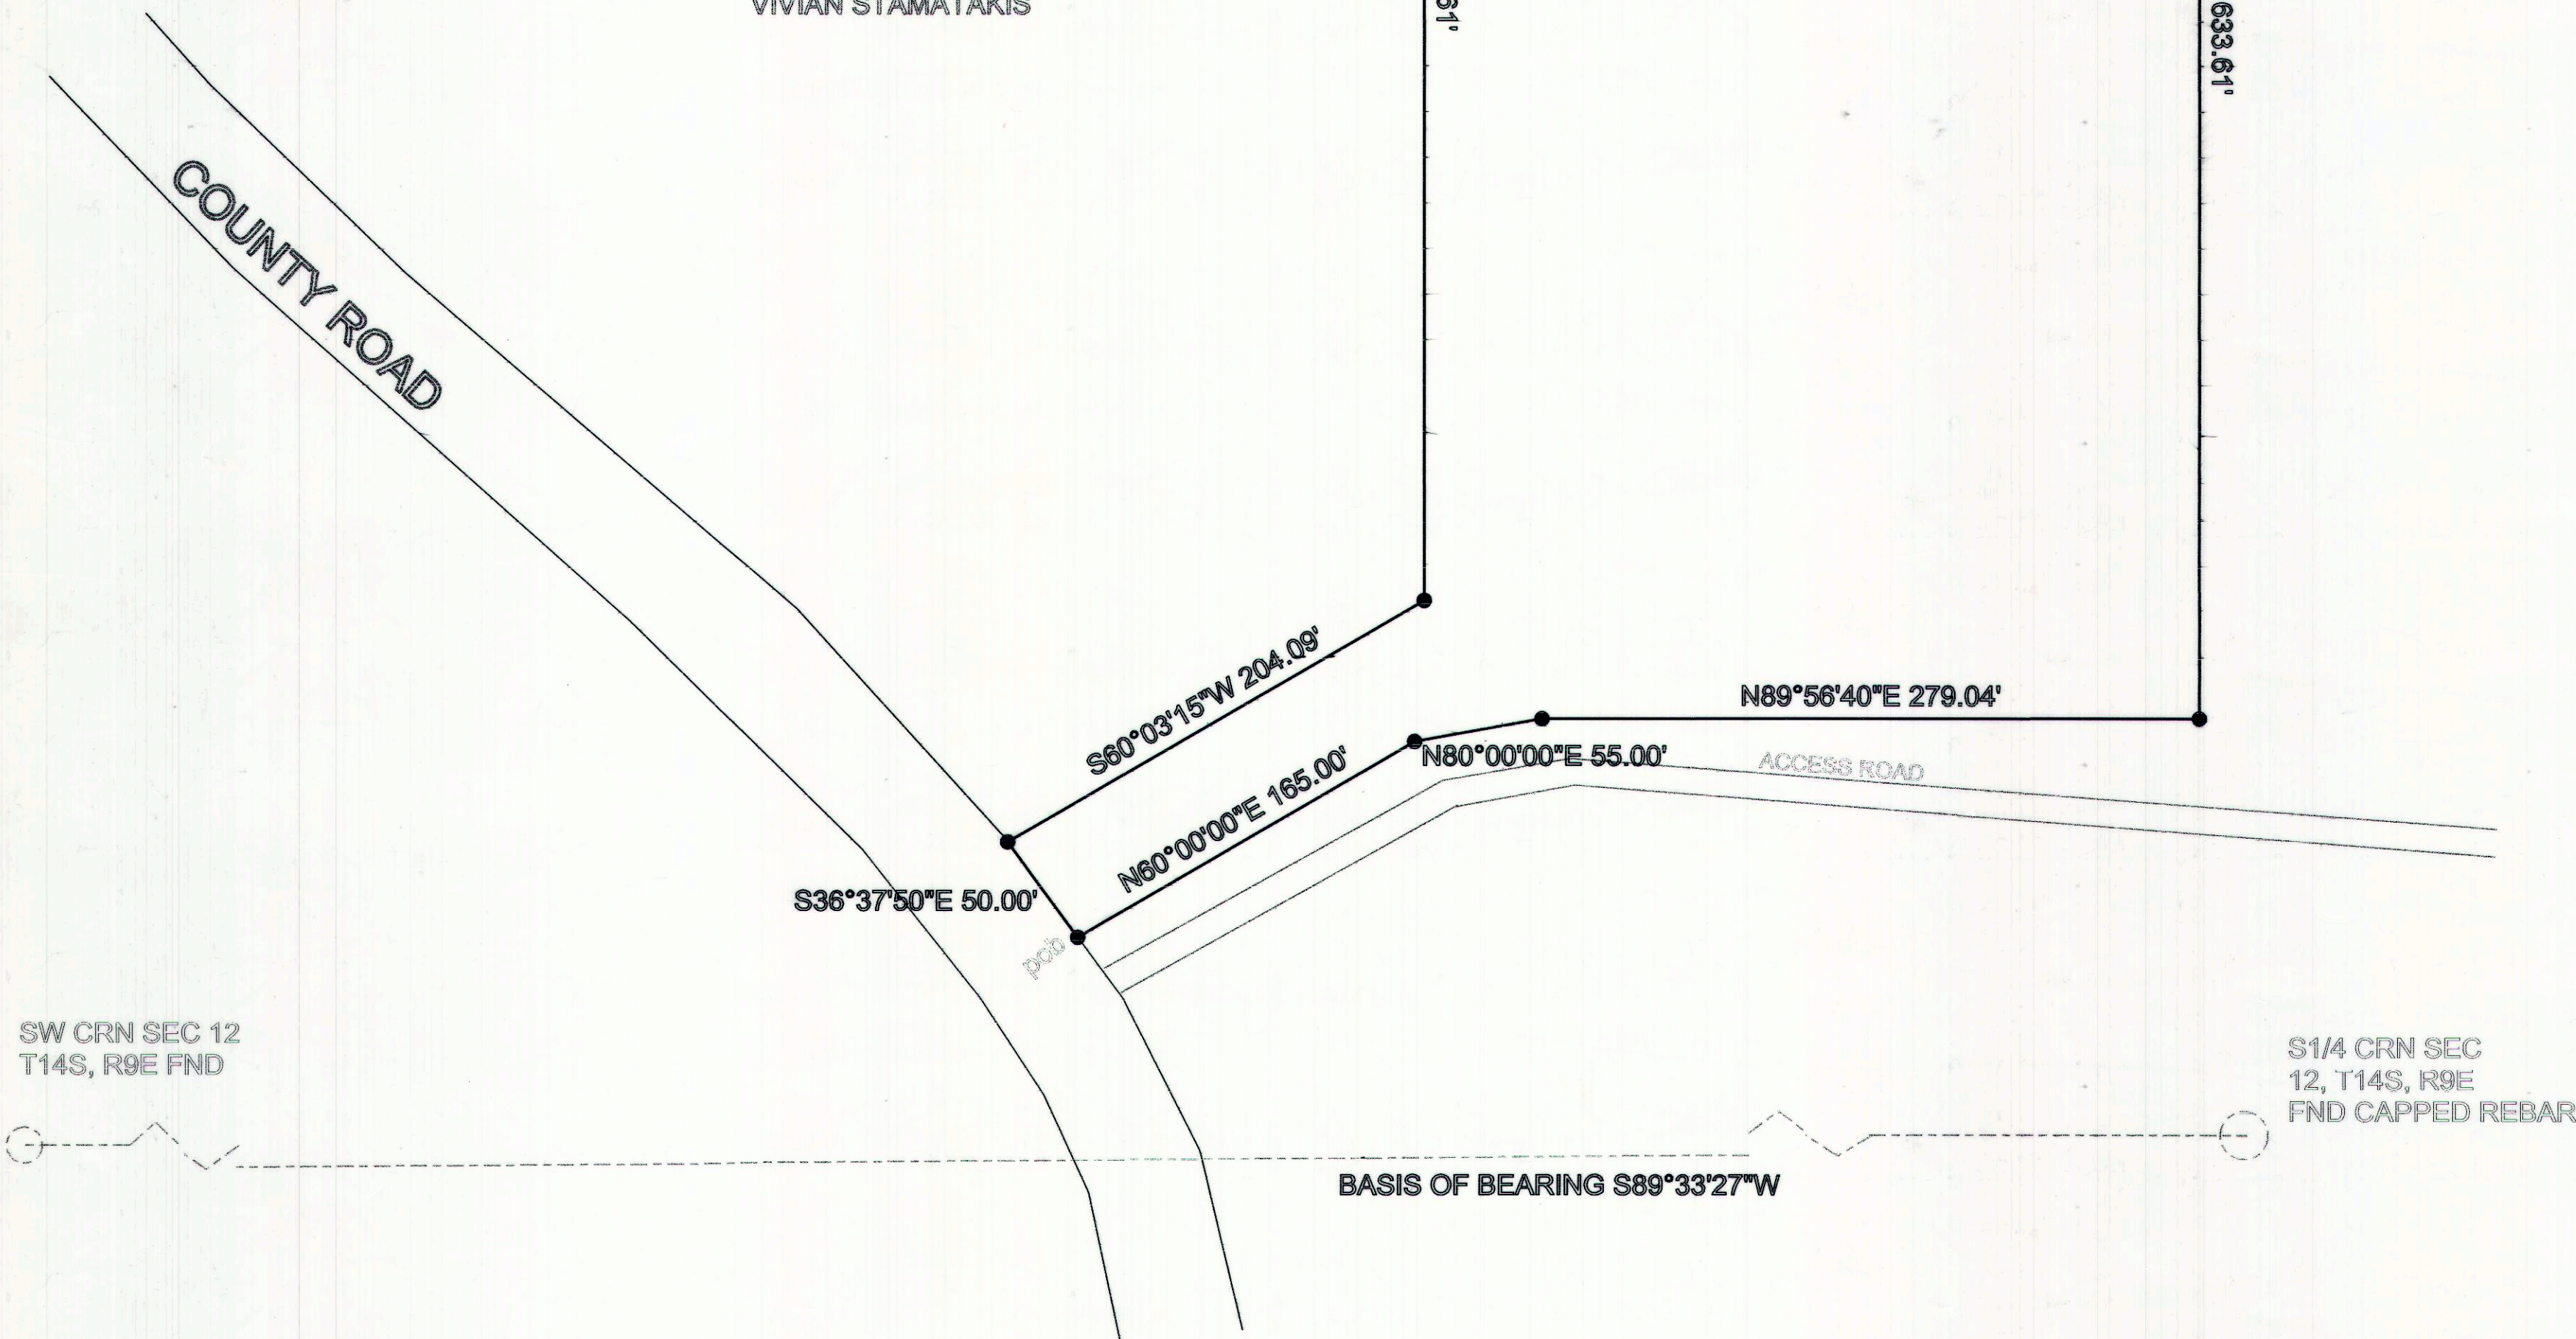 VIVIAN STAMATAKIS
61'
633.61'
COUNTY ROAD
S60°03'15"W 204.09'
N89°56'40"E 279.04'
N80°00'00"E 55.00'
ACCESS ROAD
N60°00'00"E 165.00'
S36°37'50"E 50.00'
pob
SW CRN SEC 12
T14S, R9E FND
S1/4 CRN SEC
12, T14S, R9E
FND CAPPED REBAR
BASIS OF BEARING S89°33'27"W